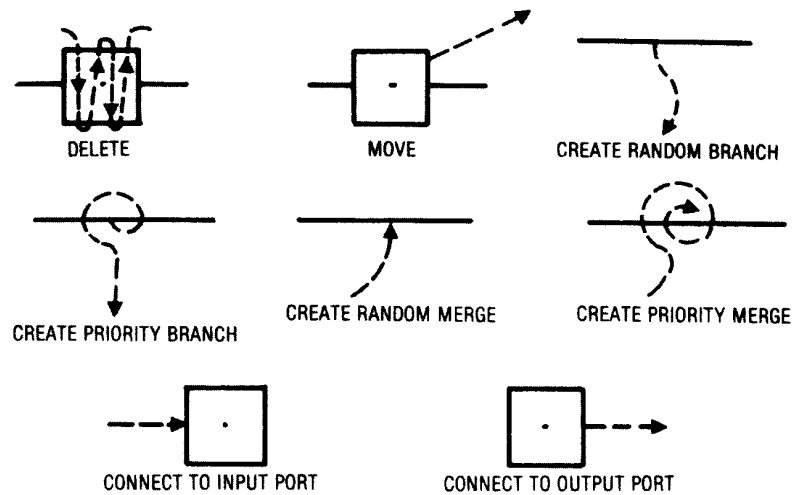 DELETE
MOVE
CREATE RANDOM BRANCH
CREATE PRIORITY BRANCH
CREATE RANDOM MERGE
CREATE PRIORITY MERGE
CONNECT TO INPUT PORT
CONNECT TO OUTPUT PORT